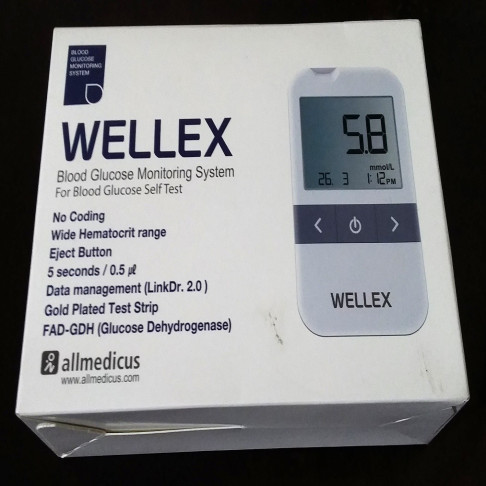 BLOOD
GLUCOSE
MONITORING
SYSTEM
WELLEX
Blood Glucose Monitoring System
For Blood Glucose Self Test
No Coding
Wide Hematocrit range
Eject Button
5 seconds / 0.5 ㎕
Data management (LinkDr. 2.0 )
Gold Plated Test Strip
FAD-GDH (Glucose Dehydrogenase)
allmedicus
www.allmedicus.com
5.8
mmol/L
26. 3 1:12 PM
WELLEX